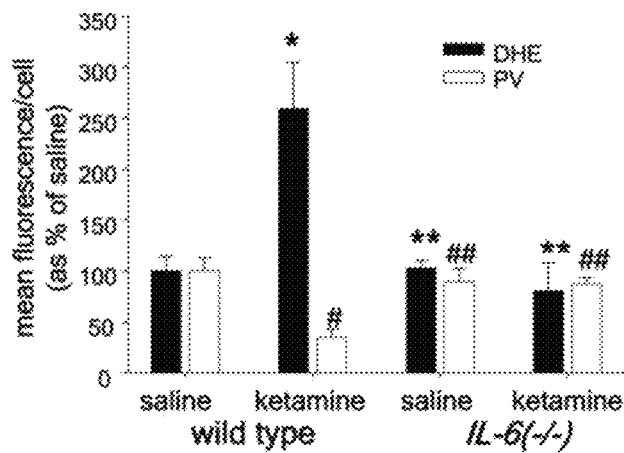 mean fluorescence/cell
(as % of saline)
350
300
250
200
150
100
50
0
*
#
**
##
**
##
DHE
PV
saline ketamine saline ketamine
wild type IL-6(-/-)